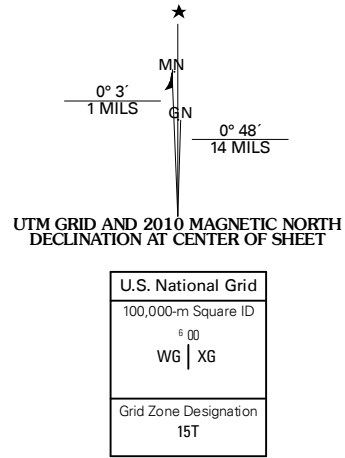 MN
0° 3´
1 MILS
GN
0° 48´
14 MILS
UTM GRID AND 2010 MAGNETIC NORTH
DECLINATION AT CENTER OF SHEET
U.S. National Grid
100,000-m Square ID
6 00
WG XG
Grid Zone Designation
15T